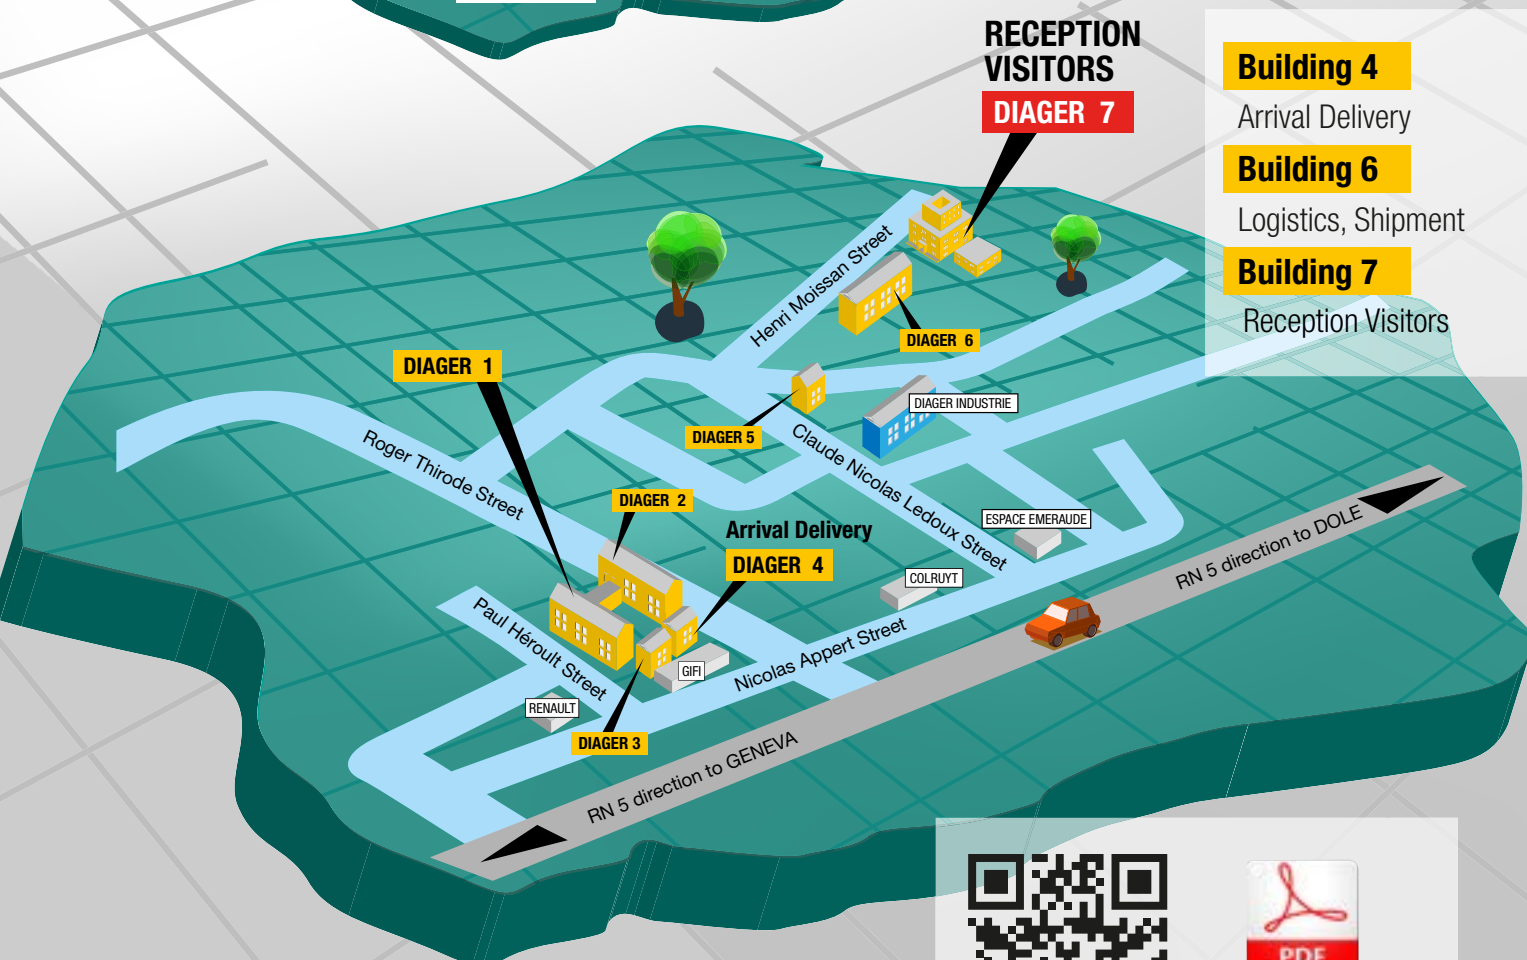 RECEPTION
VISITORS
DIAGER 7
Building 4
Arrival Delivery
Building 6
Logistics, Shipment
Building 7
Reception Visitors
Henri Moissan Street
DIAGER 6
DIAGER 1
DIAGER INDUSTRIE
DIAGER 5
Claude Nicolas Ledoux Street
Roger Thirode Street
DIAGER 2
Arrival Delivery
DIAGER 4
ESPACE EMERAUDE
COLRUYT
RN 5 direction to DOLE
Paul Héroult Street
Nicolas Appert Street
GIFI
RENAULT
DIAGER 3
RN 5 direction to GENEVA
PDF